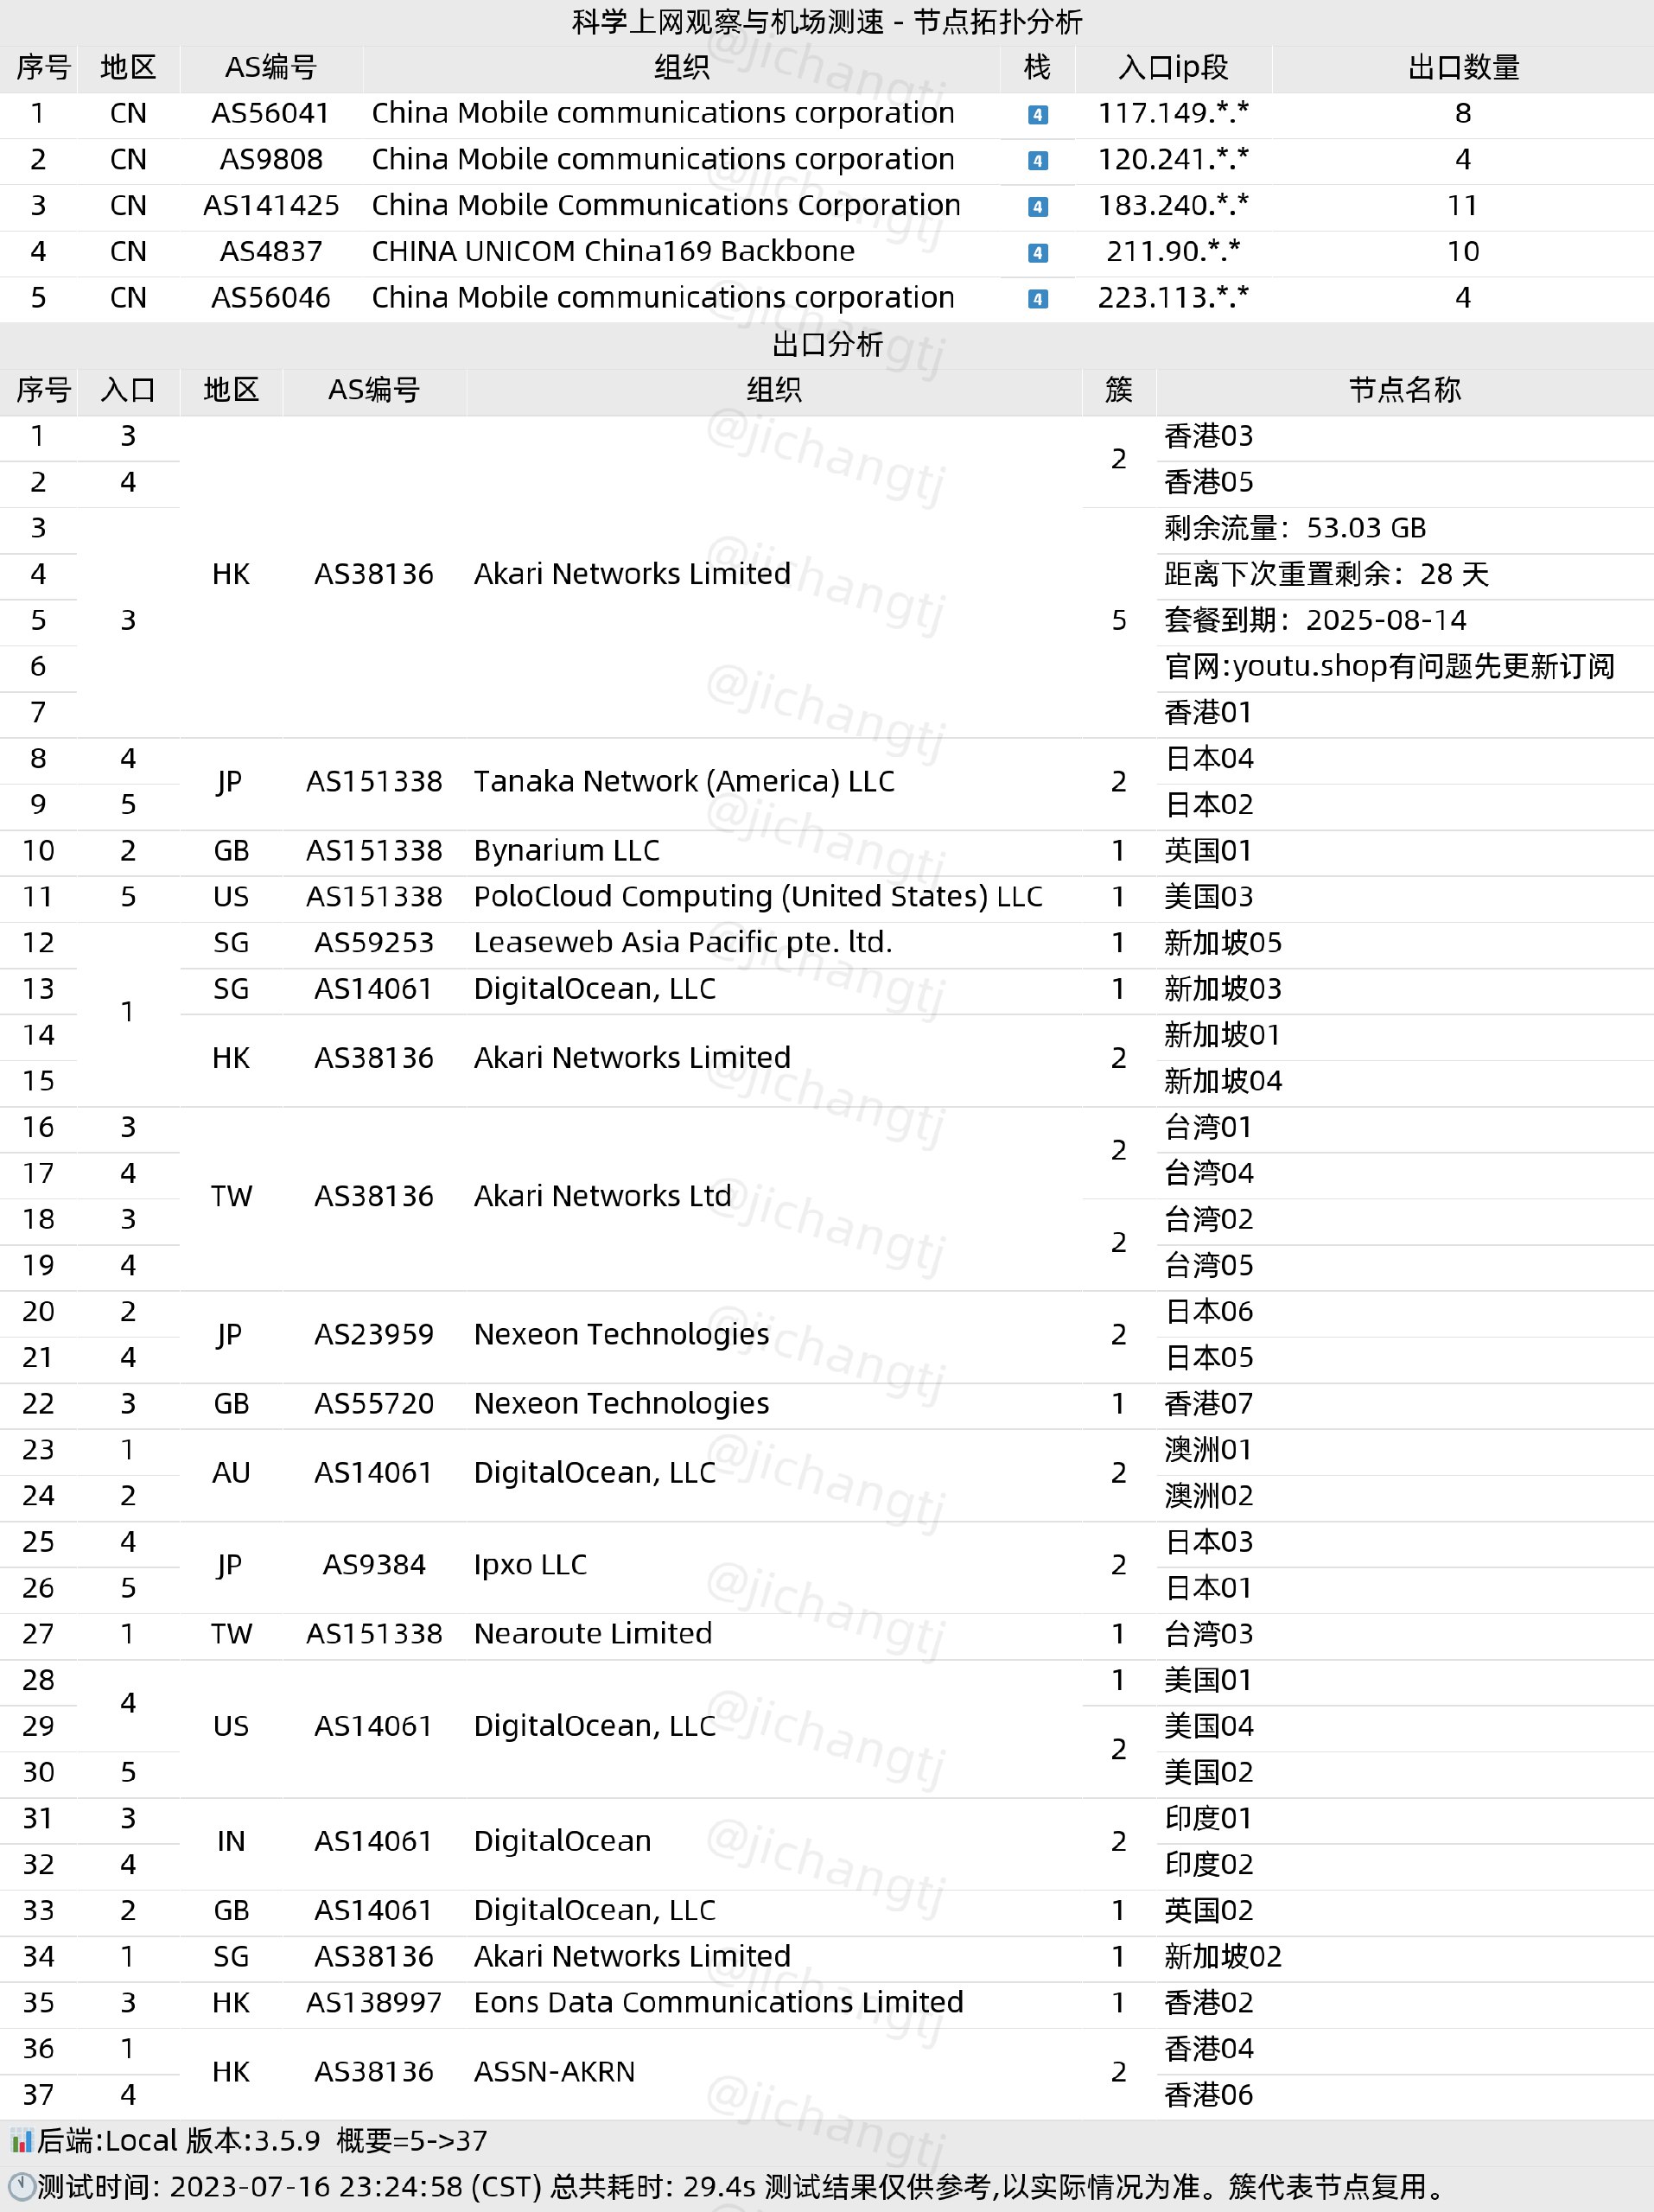 科学上网观察与机场测速 - 节点拓扑分析
序号 地区 AS编号 组织 栈 入口ip段 出口数量
1 CN AS56041 China Mobile communications corporation 4 117.149.*.* 8
2 CN AS9808 China Mobile communications corporation 4 120.241.*.* 4
3 CN AS141425 China Mobile Communications Corporation 4 183.240.*.* 11
4 CN AS4837 CHINA UNICOM China169 Backbone 4 211.90.*.* 10
5 CN AS56046 China Mobile communications corporation 4 223.113.*.* 4
出口分析
序号 入口 地区 AS编号 组织 簇 节点名称
1 3 香港03
2
2 4 香港05
3 剩余流量：53.03 GB
4 HK AS38136 Akari Networks Limited 距离下次重置剩余：28 天
5 3 5 套餐到期：2025-08-14
6 官网:youtu.shop有问题先更新订阅
7 香港01
8 4 日本04
JP AS151338 Tanaka Network (America) LLC 2
9 5 日本02
10 2 GB AS151338 Bynarium LLC 1 英国01
11 5 US AS151338 PoloCloud Computing (United States) LLC 1 美国03
12 SG AS59253 Leaseweb Asia Pacific pte. ltd. 1 新加坡05
13 SG AS14061 DigitalOcean, LLC 1 新加坡03
1
14 新加坡01
HK AS38136 Akari Networks Limited 2
15 新加坡04
16 3 台湾01
2
17 4 台湾04
TW AS38136 Akari Networks Ltd
18 3 台湾02
2
19 4 台湾05
20 2 日本06
JP AS23959 Nexeon Technologies 2
21 4 日本05
22 3 GB AS55720 Nexeon Technologies 1 香港07
23 1 澳洲01
AU AS14061 DigitalOcean, LLC 2
24 2 澳洲02
25 4 日本03
JP AS9384 Ipxo LLC 2
26 5 日本01
27 1 TW AS151338 Nearoute Limited 1 台湾03
28 1 美国01
4
29 US AS14061 DigitalOcean, LLC 美国04
2
30 5 美国02
31 3 印度01
IN AS14061 DigitalOcean 2
32 4 印度02
33 2 GB AS14061 DigitalOcean, LLC 1 英国02
34 1 SG AS38136 Akari Networks Limited 1 新加坡02
35 3 HK AS138997 Eons Data Communications Limited 1 香港02
36 1 香港04
HK AS38136 ASSN-AKRN 2
37 4 香港06
后端:Local 版本:3.5.9 概要=5->37
测试时间: 2023-07-16 23:24:58 (CST) 总共耗时: 29.4s 测试结果仅供参考,以实际情况为准。簇代表节点复用。
@jichangtj